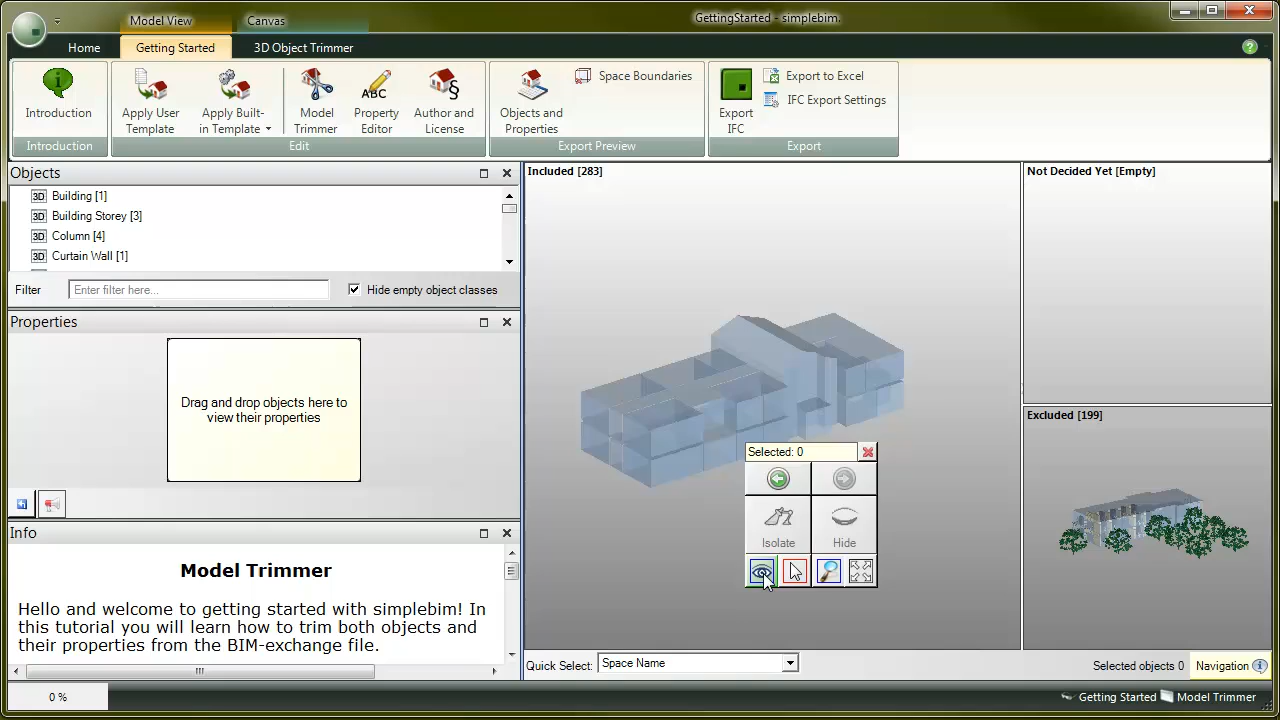 Model View
Canvas
GettingStarted - simplebim.
Home
Getting Started
3D Object Trimmer
Introduction
Apply User
Template
Apply Built-
in Template
Model
Trimmer
ABC
Property
Editor
§
Author and
License
Objects and
Properties
Space Boundaries
Export
IFC
Export to Excel
IFC Export Settings
Introduction
Edit
Export Preview
Export
Objects
3D Building [1]
3D Building Storey [3]
3D Column [4]
3D Curtain Wall [1]
Filter
Enter filter here...
Hide empty object classes
Properties
Drag and drop objects here to
view their properties
Info
Model Trimmer
Hello and welcome to getting started with simplebim! In
this tutorial you will learn how to trim both objects and
their properties from the BIM-exchange file.
Included [283]
Selected: 0
Isolate
Hide
Not Decided Yet [Empty]
Excluded [199]
Quick Select:
Space Name
Selected objects 0
Navigation
0 %
Getting Started
Model Trimmer